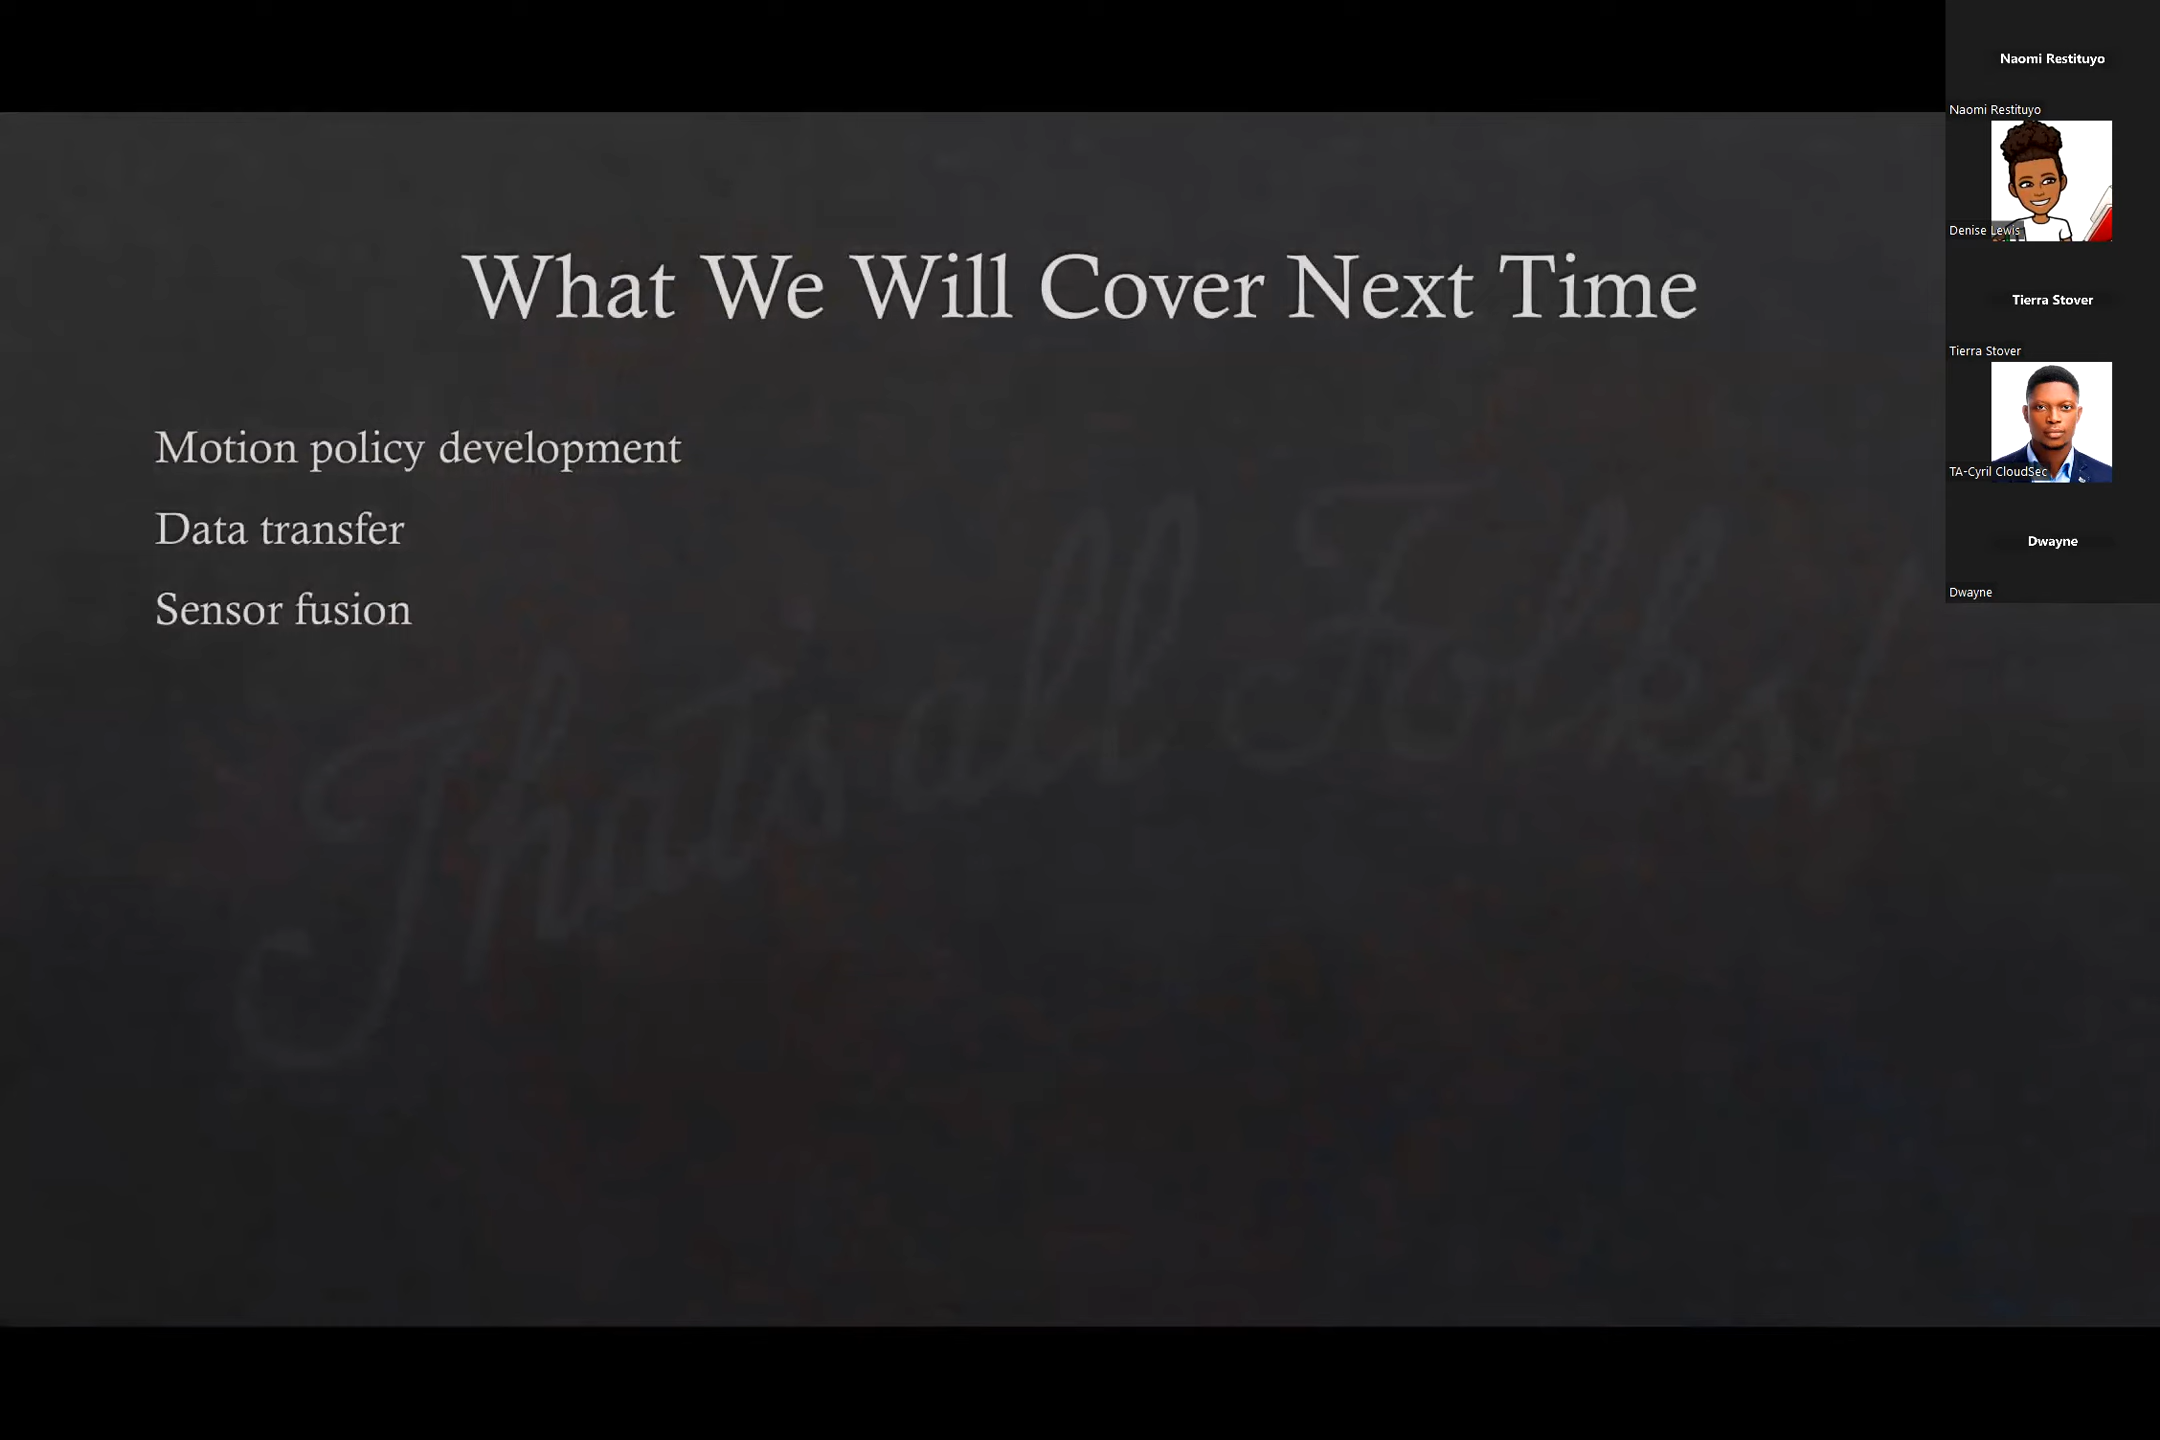 What We Will Cover Next Time
Motion policy development
Data transfer
Sensor fusion
That's all Folks!
Naomi Restituyo
Naomi Restituyo
Denise Lewis
Tierra Stover
Tierra Stover
TA-Cyril CloudSec
Dwayne
Dwayne